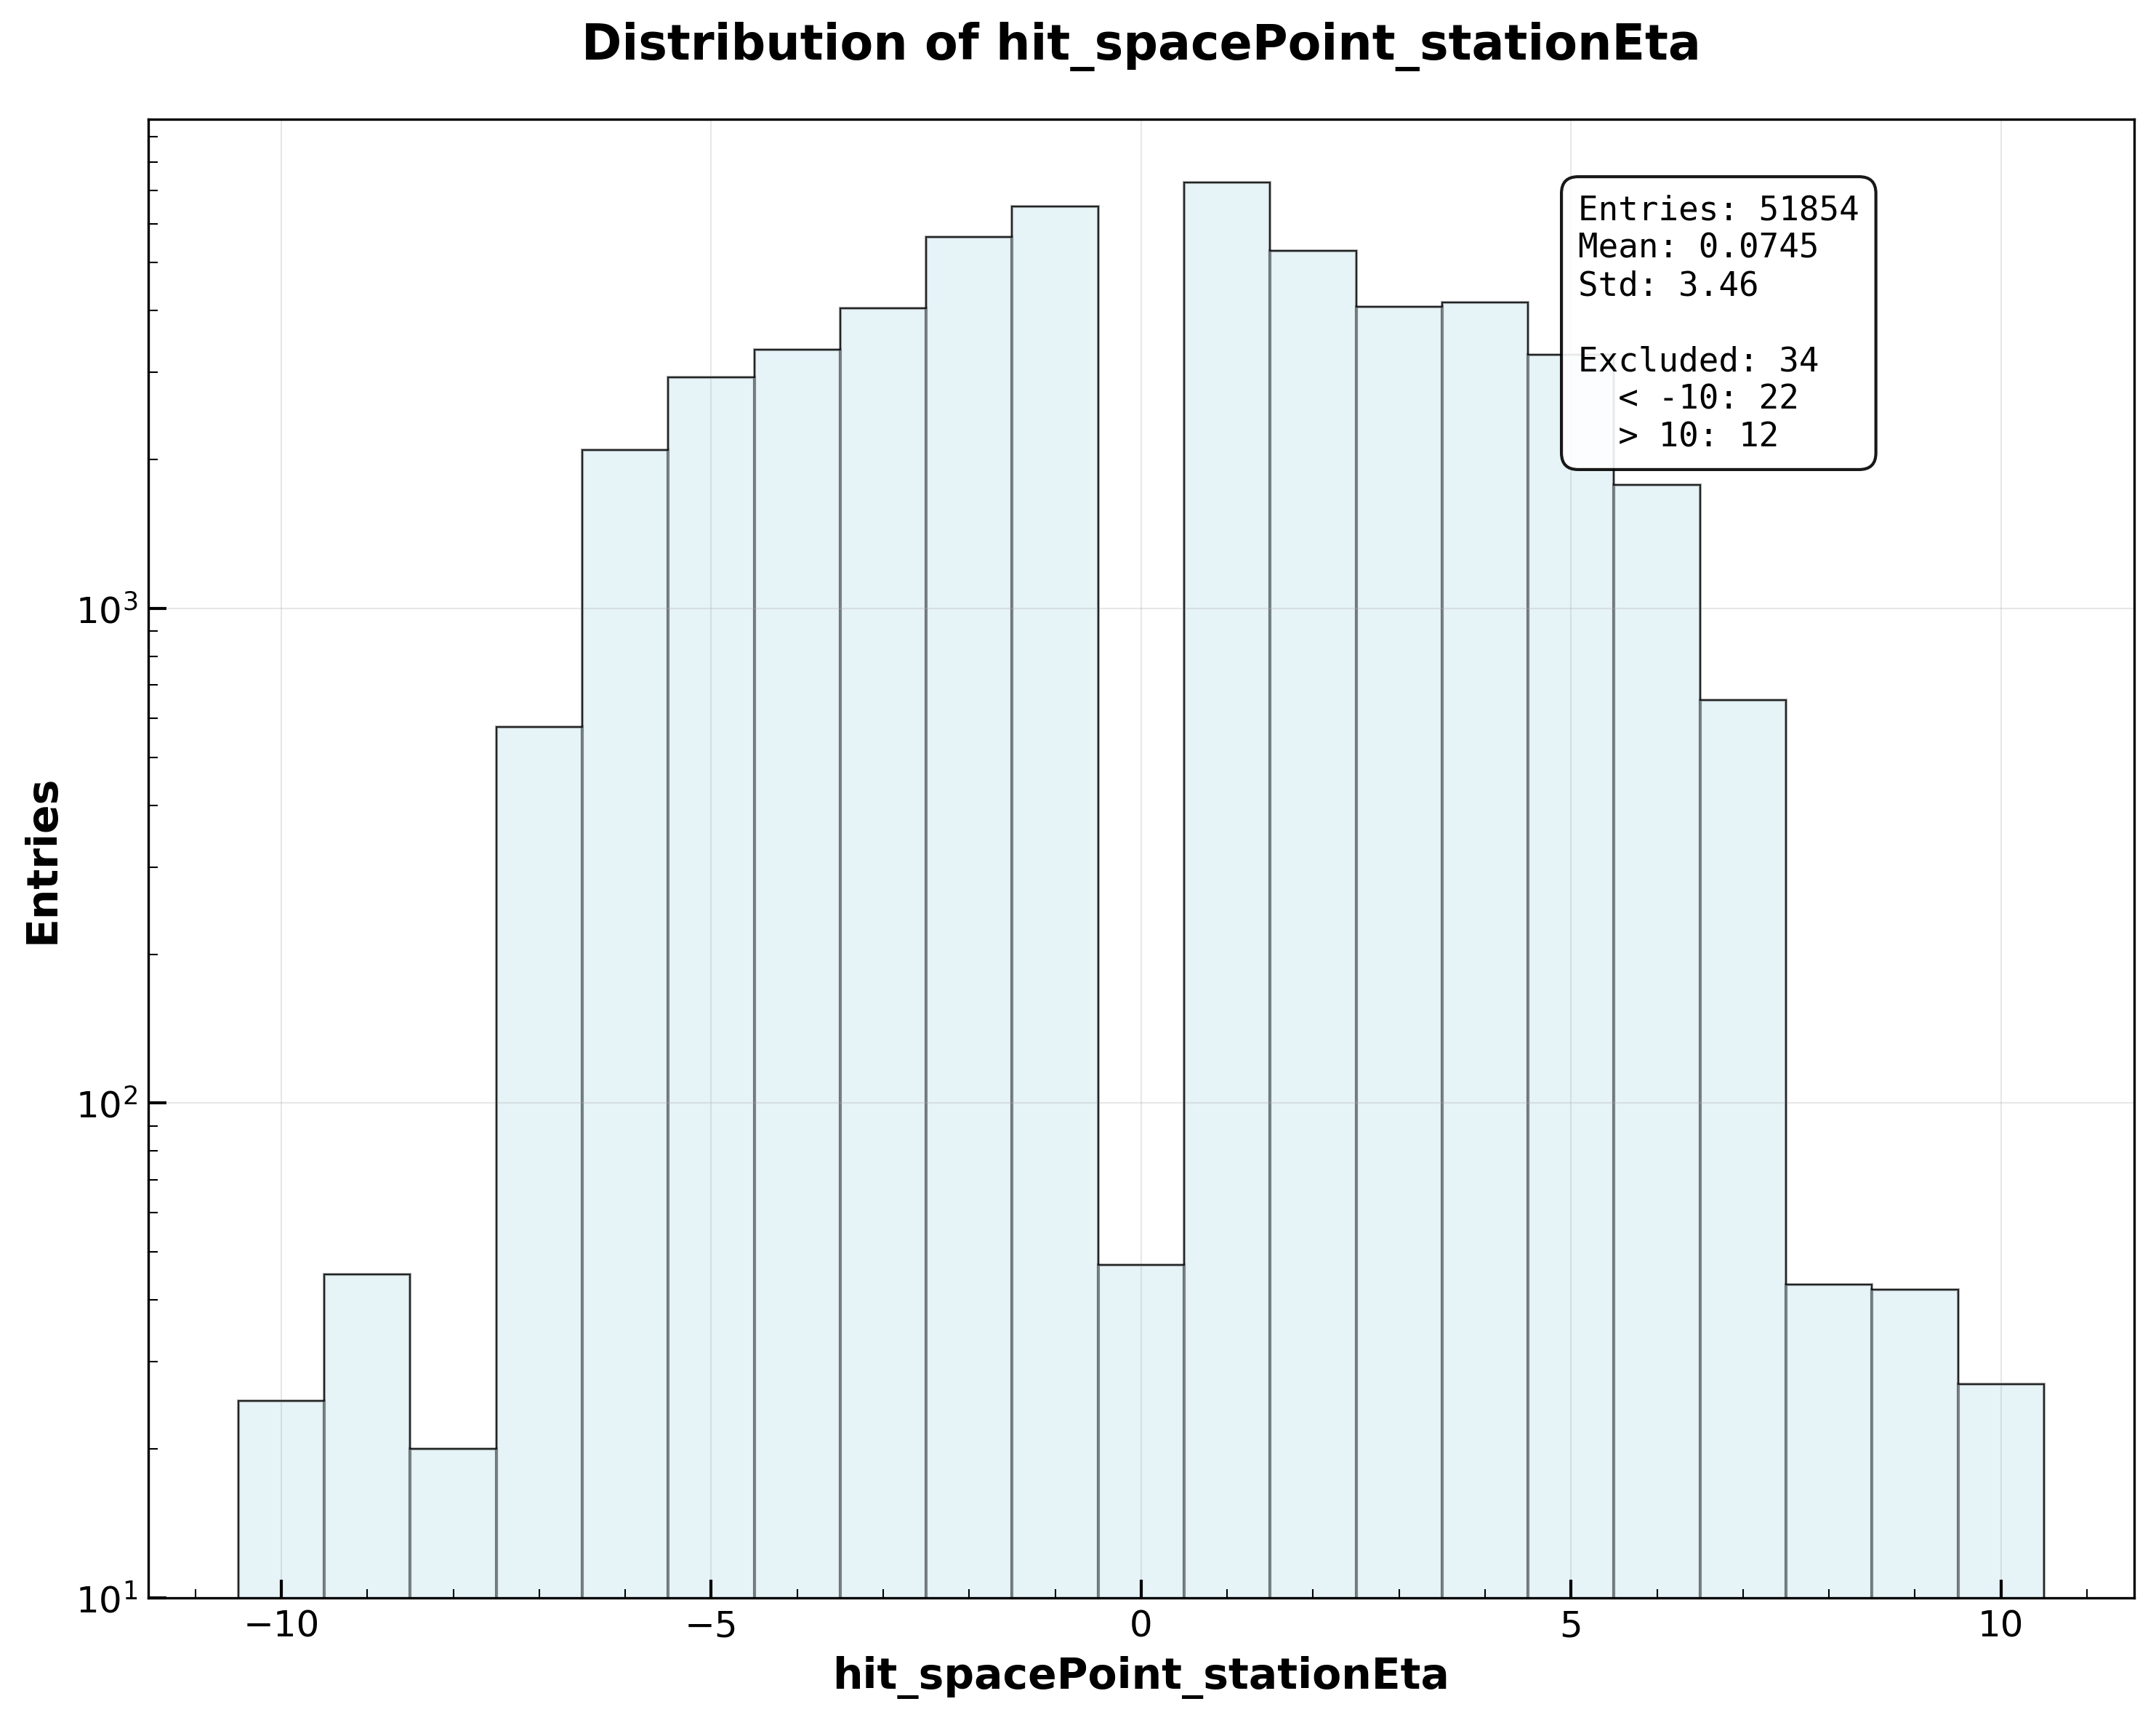 Distribution of hit_spacePoint_stationEta
Entries: 51854
Mean: 0.0745
Std: 3.46
Excluded: 34
< -10: 22
> 10: 12
Entries
10³
10²
10¹
−10
−5
0
5
10
hit_spacePoint_stationEta